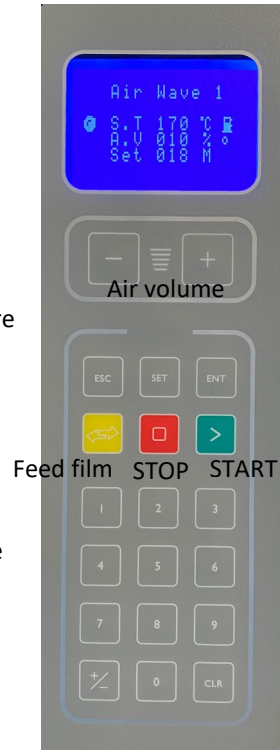 Air Wave 1
S.T 170 °C
A.V 010 %
Set 018 M
- +
Air volume
re
ESC SET ENT
Feed film STOP START
1 2 3
4 5 6
e
7 8 9
+/- 0 CLR